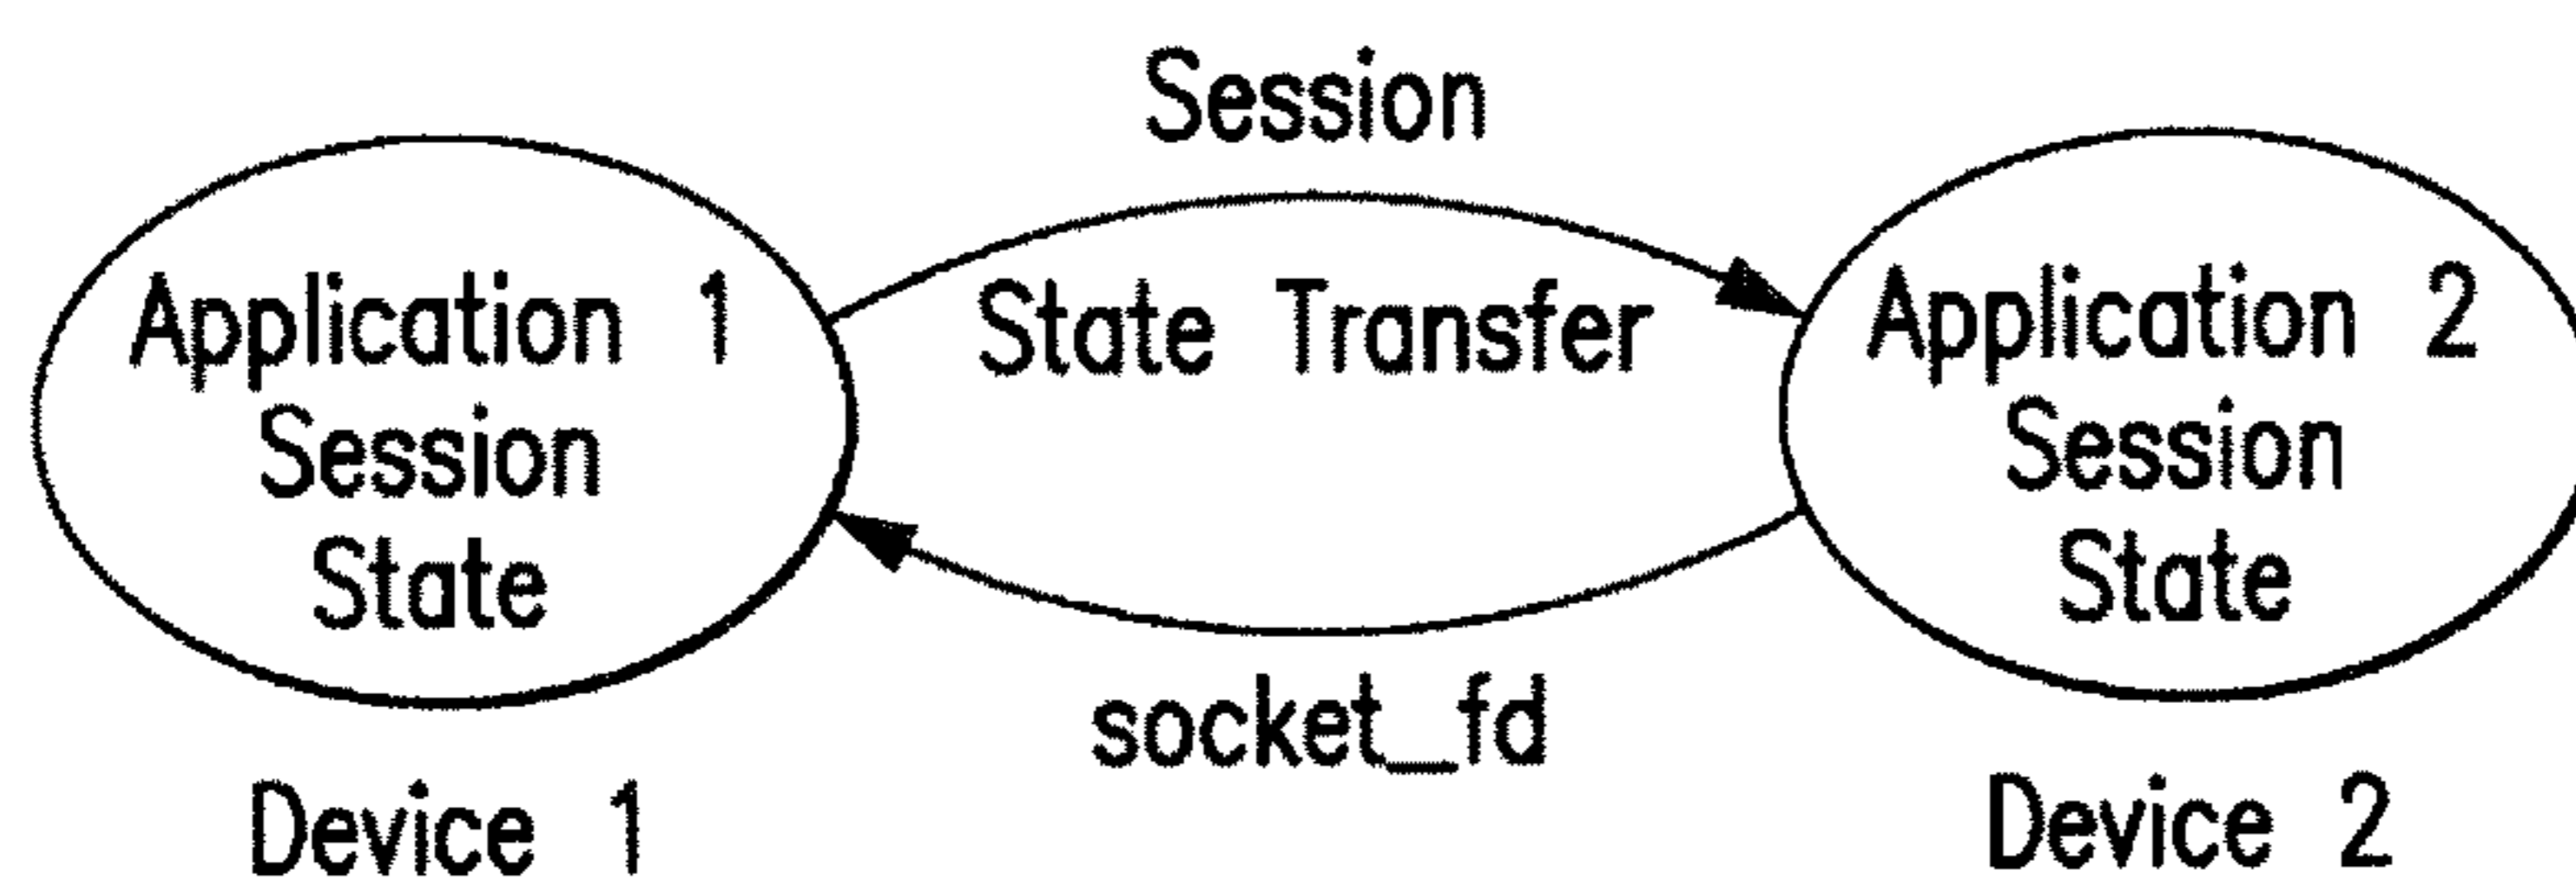 Session
State Transfer
Application 1
Session
State
Application 2
Session
State
socket_fd
Device 1
Device 2